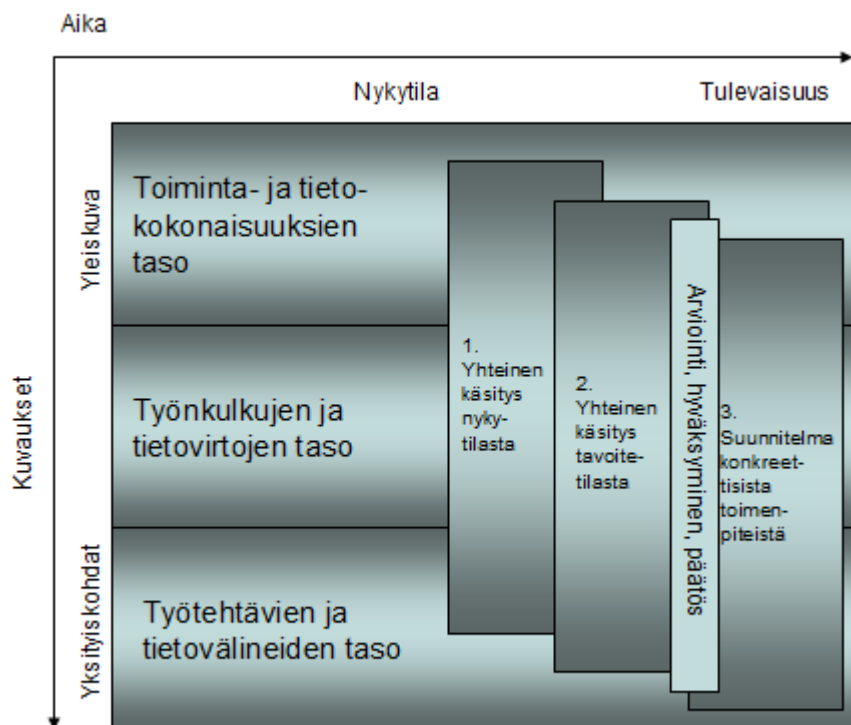 Aika
Nykytila
Tulevaisuus
Kuvaukset
Yleiskuva
Toiminta- ja tieto-
kokonaisuuksien
taso
Työnkulkujen ja
tietovirtojen taso
Yksityiskohdat
Työtehtävien ja
tietovälineiden taso
1.
Yhteinen
käsitys
nyky-
tilasta
2.
Yhteinen
käsitys
tavoite-
tilasta
Arviointi, hyväksyminen, päätös
3.
Suunnitelma
konkreet-
tisista
toimen-
piteistä